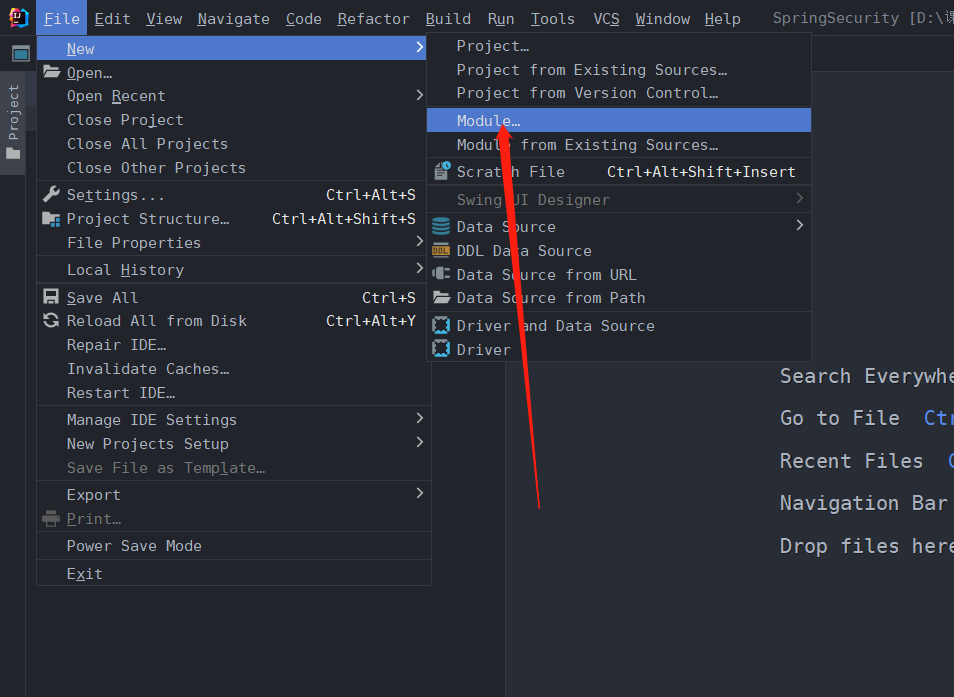 File Edit View Navigate Code Refactor Build Run Tools VCS Window Help SpringSecurity [D:\课
Project
New
Open…
Open Recent
Close Project
Close All Projects
Close Other Projects
Settings... Ctrl+Alt+S
Project Structure… Ctrl+Alt+Shift+S
File Properties
Local History
Save All Ctrl+S
Reload All from Disk Ctrl+Alt+Y
Repair IDE…
Invalidate Caches…
Restart IDE…
Manage IDE Settings
New Projects Setup
Save File as Template…
Export
Print…
Power Save Mode
Exit
Project…
Project from Existing Sources…
Project from Version Control…
Module…
Module from Existing Sources…
Scratch File Ctrl+Alt+Shift+Insert
Swing UI Designer
Data Source
DDL Data Source
Data Source from URL
Data Source from Path
Driver and Data Source
Driver
Search Everywhe
Go to File Ctr
Recent Files C
Navigation Bar
Drop files here